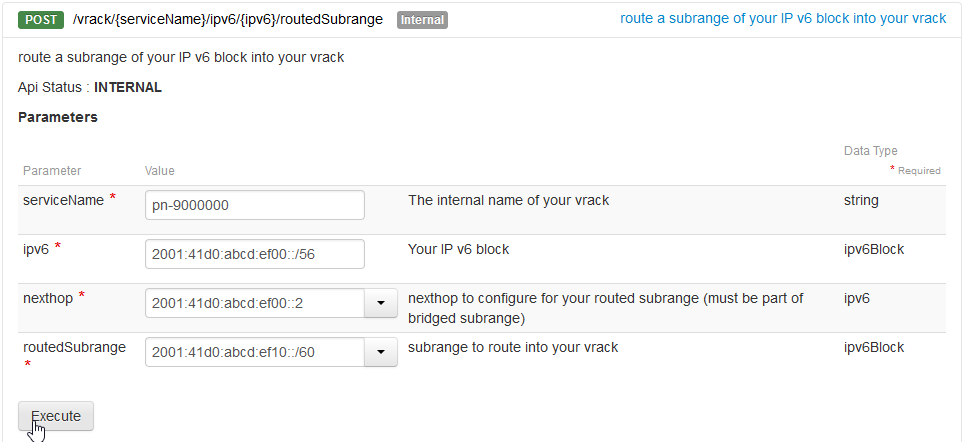 POST /vrack/{serviceName}/ipv6/{ipv6}/routedSubrange Internal route a subrange of your IP v6 block into your vrack
route a subrange of your IP v6 block into your vrack
Api Status : INTERNAL
Parameters
Data Type
Parameter Value * Required
serviceName * pn-9000000 The internal name of your vrack string
ipv6 * 2001:41d0:abcd:ef00::/56 Your IP v6 block ipv6Block
nexthop * 2001:41d0:abcd:ef00::2 nexthop to configure for your routed subrange (must be part of ipv6
bridged subrange)
routedSubrange 2001:41d0:abcd:ef10::/60 subrange to route into your vrack ipv6Block
*
Execute